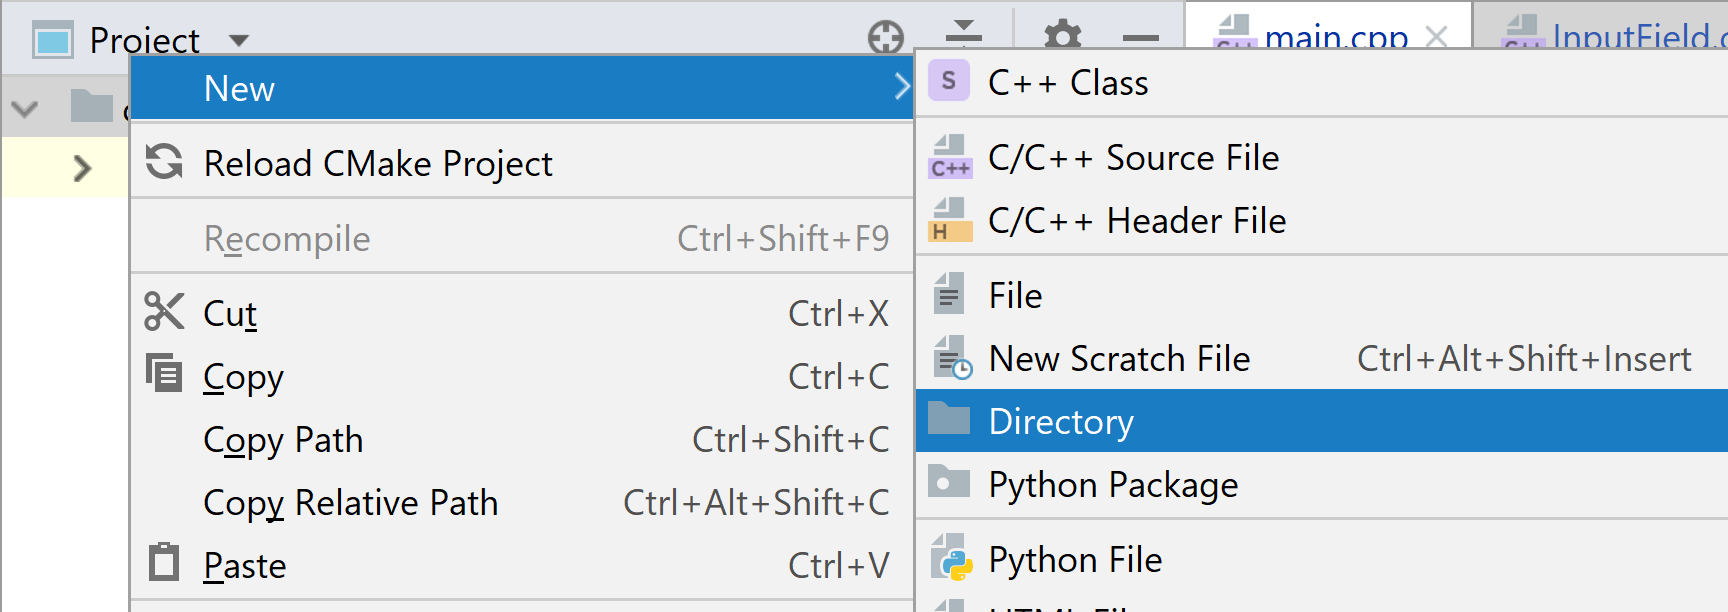 Project
main.cpp
InputField.c
New
Reload CMake Project
Recompile Ctrl+Shift+F9
Cut Ctrl+X
Copy Ctrl+C
Copy Path Ctrl+Shift+C
Copy Relative Path Ctrl+Alt+Shift+C
Paste Ctrl+V
S C++ Class
C++ C/C++ Source File
H C/C++ Header File
File
New Scratch File Ctrl+Alt+Shift+Insert
Directory
Python Package
Python File